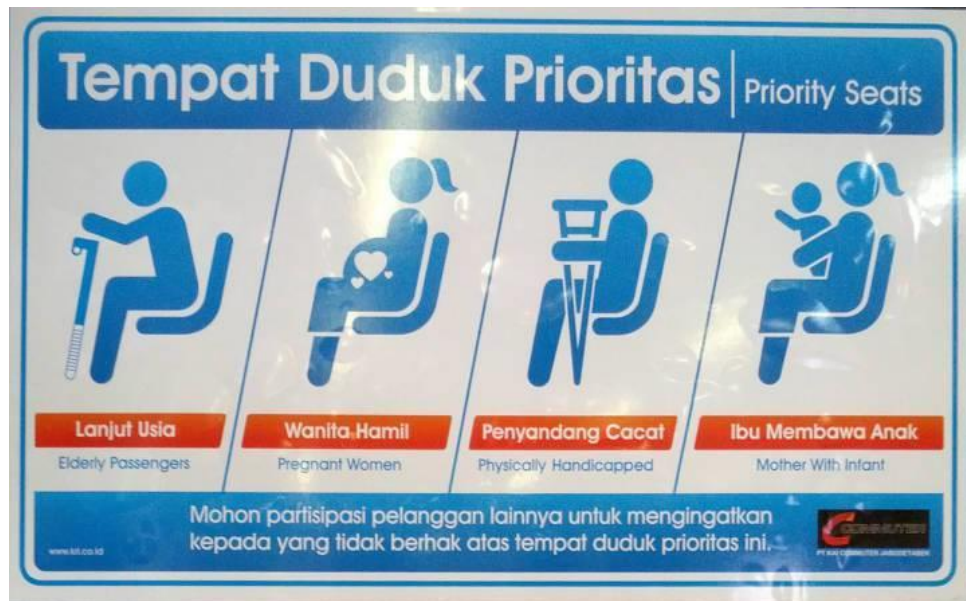 Tempat Duduk Prioritas | Priority Seats
Lanjut Usia
Elderly Passengers
Wanita Hamil
Pregnant Women
Penyandang Cacat
Physically Handicapped
Ibu Membawa Anak
Mother With Infant
Mohon partisipasi pelanggan lainnya untuk mengingatkan
kepada yang tidak berhak atas tempat duduk prioritas ini.
www.krl.co.id
COMMUTER
PT KAI COMMUTER JABODETABEK